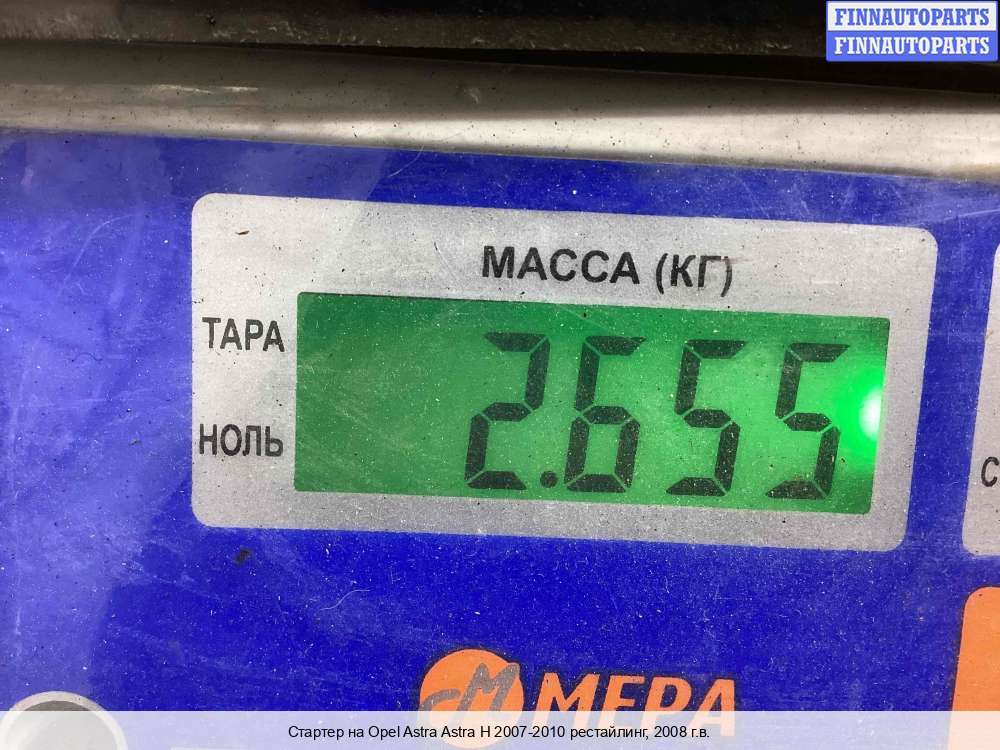 FINNAUTOPARTS
FINNAUTOPARTS
МАССА (КГ)
ТАРА
2.655
НОЛЬ
С
МЕРА
Стартер на Opel Astra Astra H 2007-2010 рестайлинг, 2008 г.в.